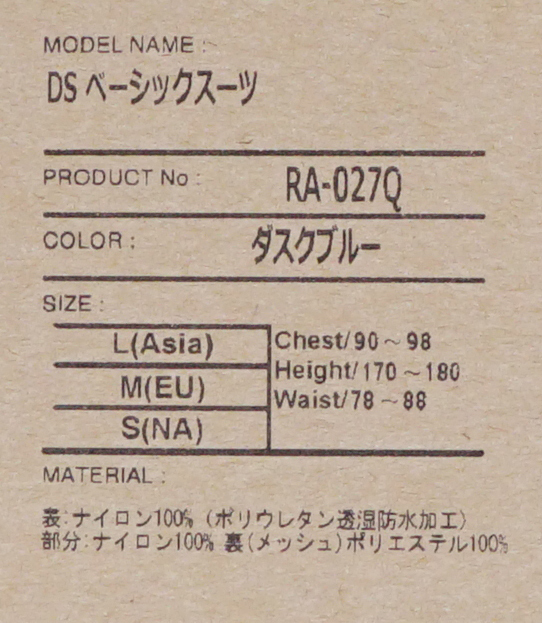 MODEL NAME :
DS ベーシックスーツ
PRODUCT No : RA-027Q
COLOR : ダスクブルー
SIZE :
L(Asia) Chest/90～98
M(EU) Height/170～180
S(NA) Waist/78～88
MATERIAL :
表:ナイロン100% (ポリウレタン透湿防水加工)
部分:ナイロン100% 裏(メッシュ)ポリエステル100%